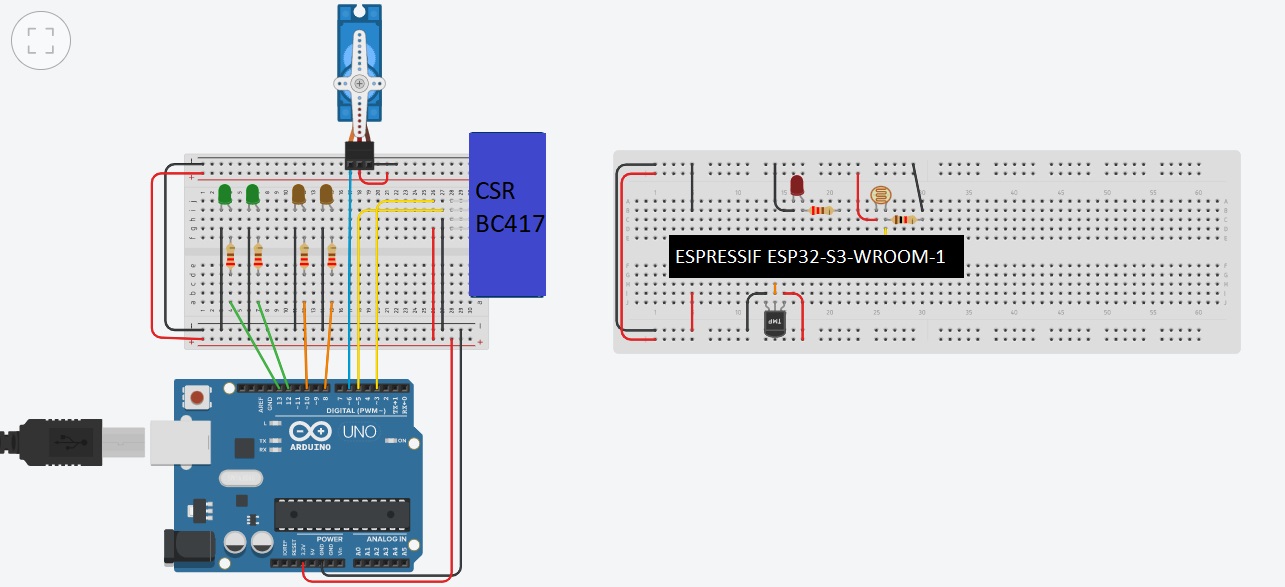 CSR
BC417
ESPRESSIF ESP32-S3-WROOM-1
TMP
AREF
GND
13
12
~11
~10
~9
8
7
~6
~5
4
~3
2
TX→1
RX←0
DIGITAL (PWM~)
L
TX
RX
UNO
ARDUINO
ON
POWER
ANALOG IN
IOREF
RESET
3.3V
5V
GND
GND
Vin
A0
A1
A2
A3
A4
A5